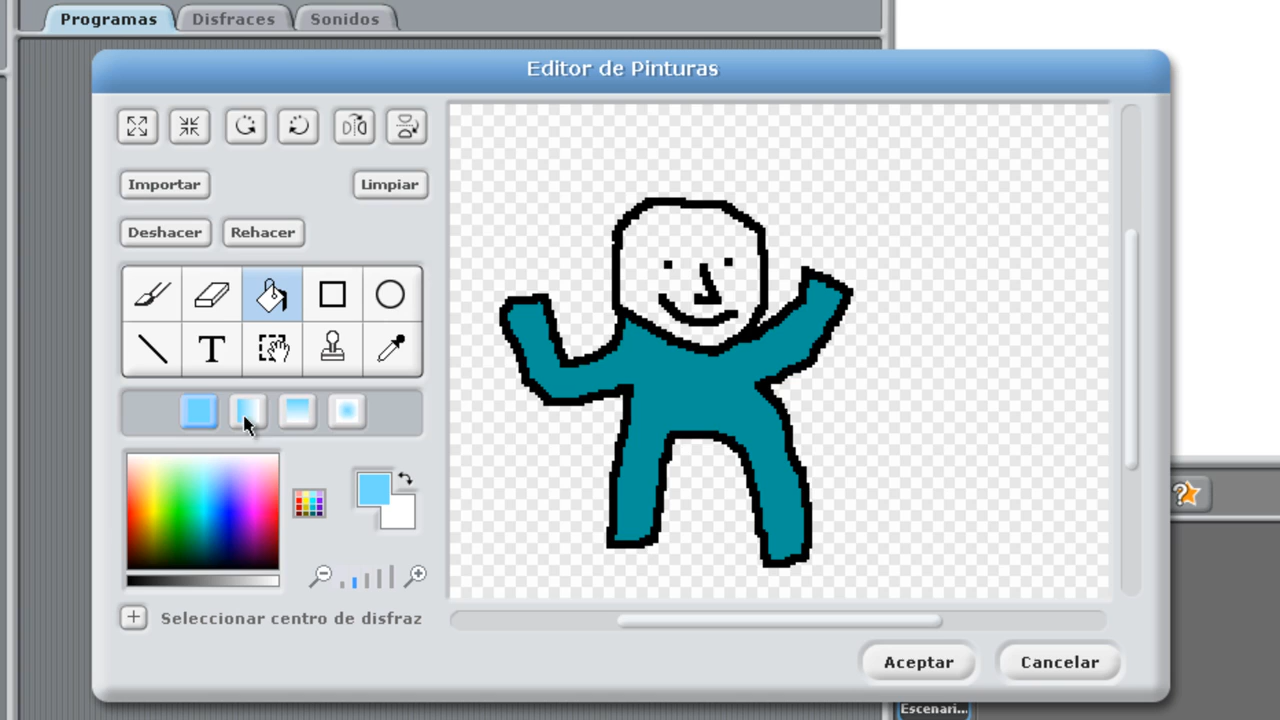 Programas Disfraces Sonidos
Editor de Pinturas
Importar Limpiar
Deshacer Rehacer
T
Seleccionar centro de disfraz
Aceptar Cancelar
Escenari...